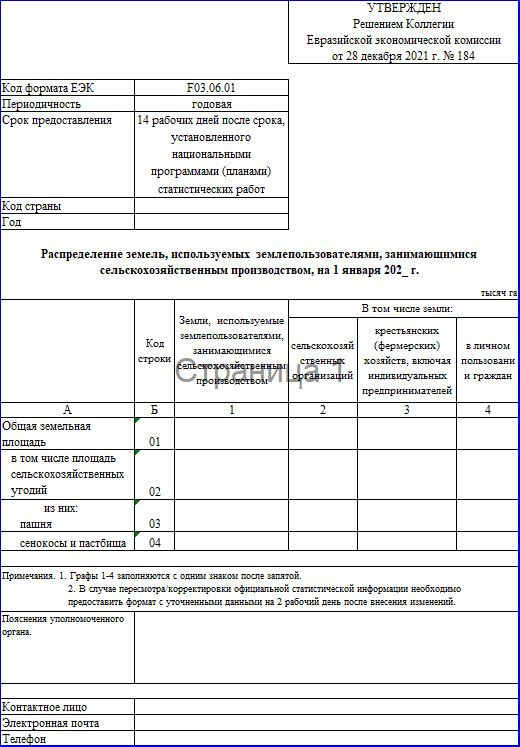 УТВЕРЖДЕН
Решением Коллегии
Евразийской экономической комиссии
от 28 декабря 2021 г. № 184
Код формата ЕЭК F03.06.01
Периодичность годовая
Срок предоставления 14 рабочих дней после срока,
установленного
национальными
программами (планами)
статистических работ
Код страны
Год
Распределение земель, используемых землепользователями, занимающимися
сельскохозяйственным производством, на 1 января 202_ г.
тысяч га
Код
строки
Земли, используемые
землепользователями,
занимающимися
сельскохозяйственным
производством
В том числе земли:
сельскохозяй
ственных
организаций
крестьянских
(фермерских)
хозяйств, включая
индивидуальных
предпринимателей
в личном
пользовани
и граждан
Страница 1
А Б 1 2 3 4
Общая земельная
площадь 01
в том числе площадь
сельскохозяйственных
угодий 02
из них:
пашня 03
сенокосы и пастбища 04
Примечания. 1. Графы 1-4 заполняются с одним знаком после запятой.
2. В случае пересмотра/корректировки официальной статистической информации необходимо
предоставить формат с уточненными данными на 2 рабочий день после внесения изменений.
Пояснения уполномоченного
органа.
Контактное лицо
Электронная почта
Телефон